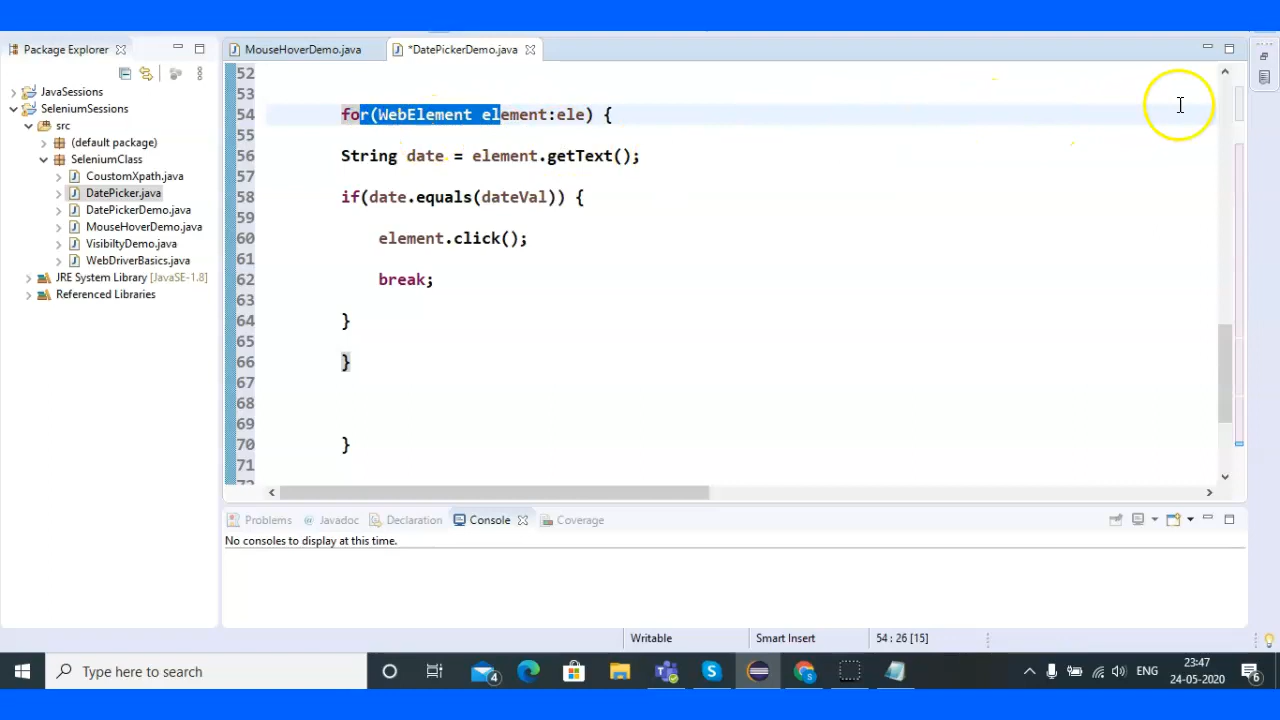 Package Explorer
MouseHoverDemo.java
*DatePickerDemo.java
JavaSessions
SeleniumSessions
src
(default package)
SeleniumClass
CoustomXpath.java
DatePicker.java
DatePickerDemo.java
MouseHoverDemo.java
VisibiltyDemo.java
WebDriverBasics.java
JRE System Library [JavaSE-1.8]
Referenced Libraries
52
53
54 for(WebElement element:ele) {
55
56 String date = element.getText();
57
58 if(date.equals(dateVal)) {
59
60 element.click();
61
62 break;
63
64 }
65
66 }
67
68
69
70 }
71
Problems @ Javadoc Declaration Console Coverage
No consoles to display at this time.
Writable Smart Insert 54 : 26 [15]
Type here to search
4
ENG
23:47
24-05-2020
6